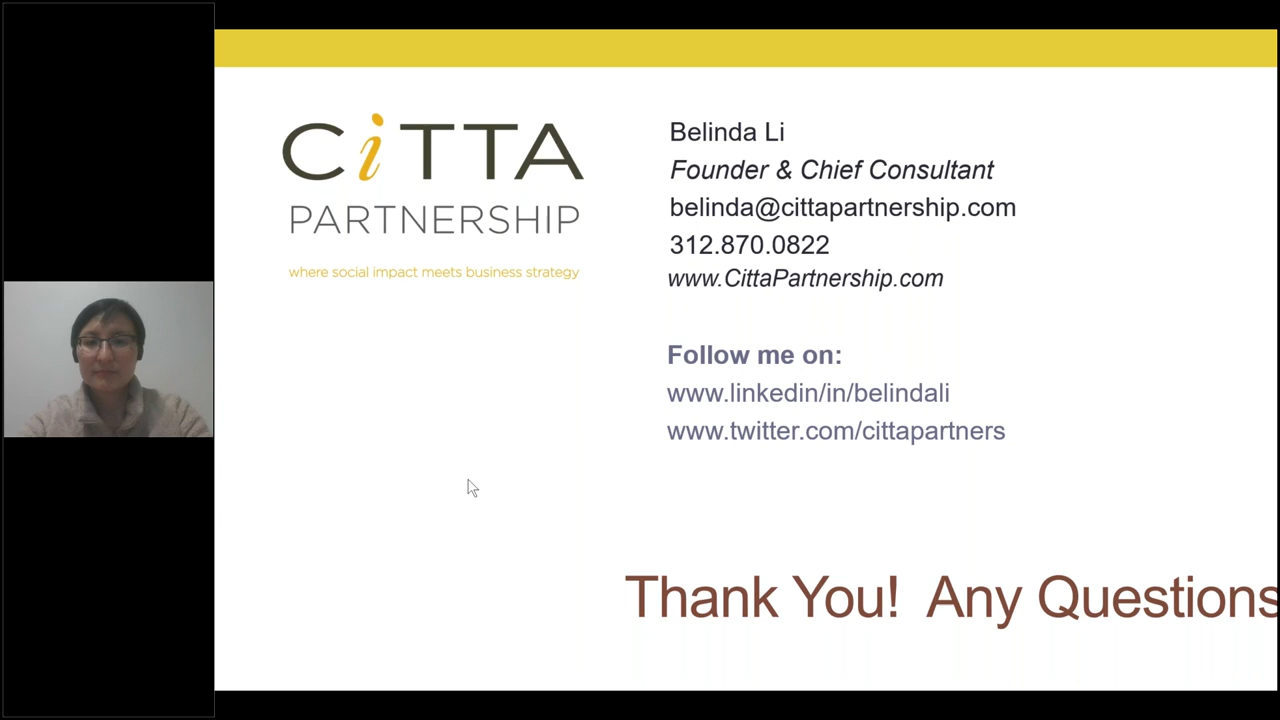 CiTTA
PARTNERSHIP
where social impact meets business strategy
Belinda Li
Founder & Chief Consultant
belinda@cittapartnership.com
312.870.0822
www.CittaPartnership.com
Follow me on:
www.linkedin/in/belindali
www.twitter.com/cittapartners
Thank You! Any Questions